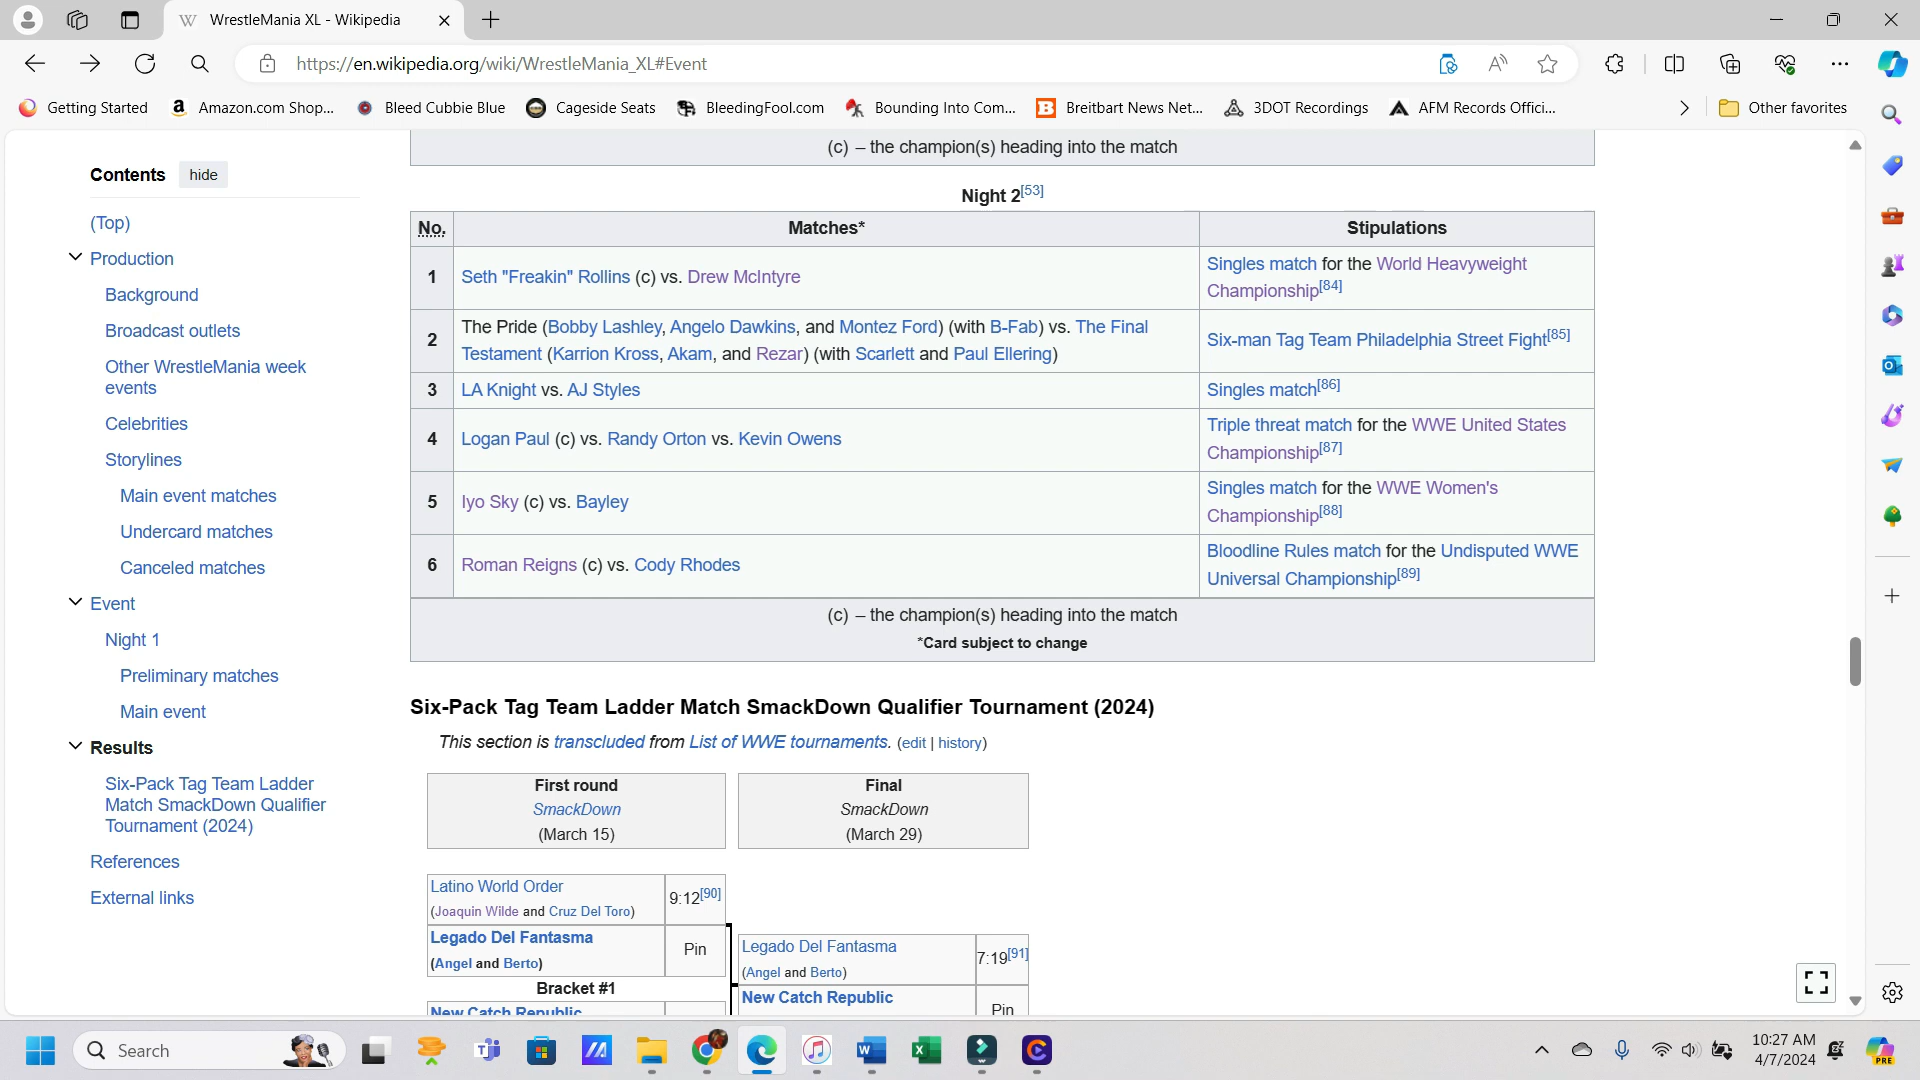 WrestleMania XL - Wikipedia
https://en.wikipedia.org/wiki/WrestleMania_XL#Event
Getting Started
Amazon.com Shop...
Bleed Cubbie Blue
Cageside Seats
BleedingFool.com
Bounding Into Com...
Breitbart News Net...
3DOT Recordings
AFM Records Offici...
Other favorites
Contents hide
(Top)
Production
Background
Broadcast outlets
Other WrestleMania week
events
Celebrities
Storylines
Main event matches
Undercard matches
Canceled matches
Event
Night 1
Preliminary matches
Main event
Results
Six-Pack Tag Team Ladder
Match SmackDown Qualifier
Tournament (2024)
References
External links
(c) – the champion(s) heading into the match
Night 2[53]
No. Matches* Stipulations
1 Seth "Freakin" Rollins (c) vs. Drew McIntyre
Singles match for the World Heavyweight
Championship[84]
2 The Pride (Bobby Lashley, Angelo Dawkins, and Montez Ford) (with B-Fab) vs. The Final
Testament (Karrion Kross, Akam, and Rezar) (with Scarlett and Paul Ellering)
Six-man Tag Team Philadelphia Street Fight[85]
3 LA Knight vs. AJ Styles
Singles match[86]
4 Logan Paul (c) vs. Randy Orton vs. Kevin Owens
Triple threat match for the WWE United States
Championship[87]
5 Iyo Sky (c) vs. Bayley
Singles match for the WWE Women's
Championship[88]
6 Roman Reigns (c) vs. Cody Rhodes
Bloodline Rules match for the Undisputed WWE
Universal Championship[89]
(c) – the champion(s) heading into the match
*Card subject to change
Six-Pack Tag Team Ladder Match SmackDown Qualifier Tournament (2024)
This section is transcluded from List of WWE tournaments. (edit | history)
First round
SmackDown
(March 15)
Final
SmackDown
(March 29)
Latino World Order
(Joaquin Wilde and Cruz Del Toro)
9:12[90]
Legado Del Fantasma
(Angel and Berto)
Pin
Bracket #1
New Catch Republic
Legado Del Fantasma
(Angel and Berto)
7:19[91]
New Catch Republic
Pin
Search
10:27 AM
4/7/2024
PRE